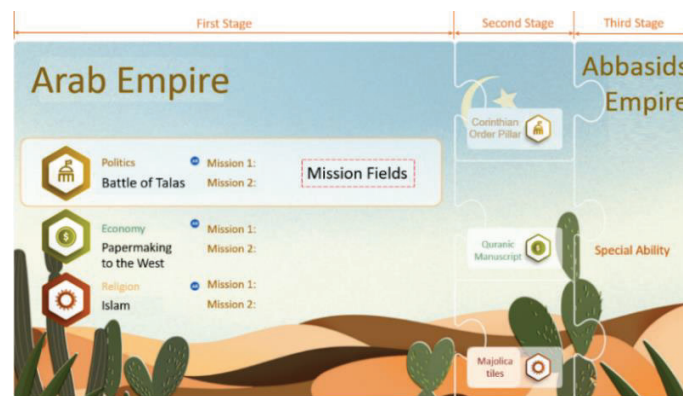 First Stage
Second Stage
Third Stage
Arab Empire
Abbasids
Empire
Corinthian
Order Pillar
Politics
Battle of Talas
Mission 1:
Mission 2:
Mission Fields
Economy
Papermaking
to the West
Mission 1:
Mission 2:
Quranic
Manuscript
Special Ability
Religion
Islam
Mission 1:
Mission 2:
Majolica
tiles